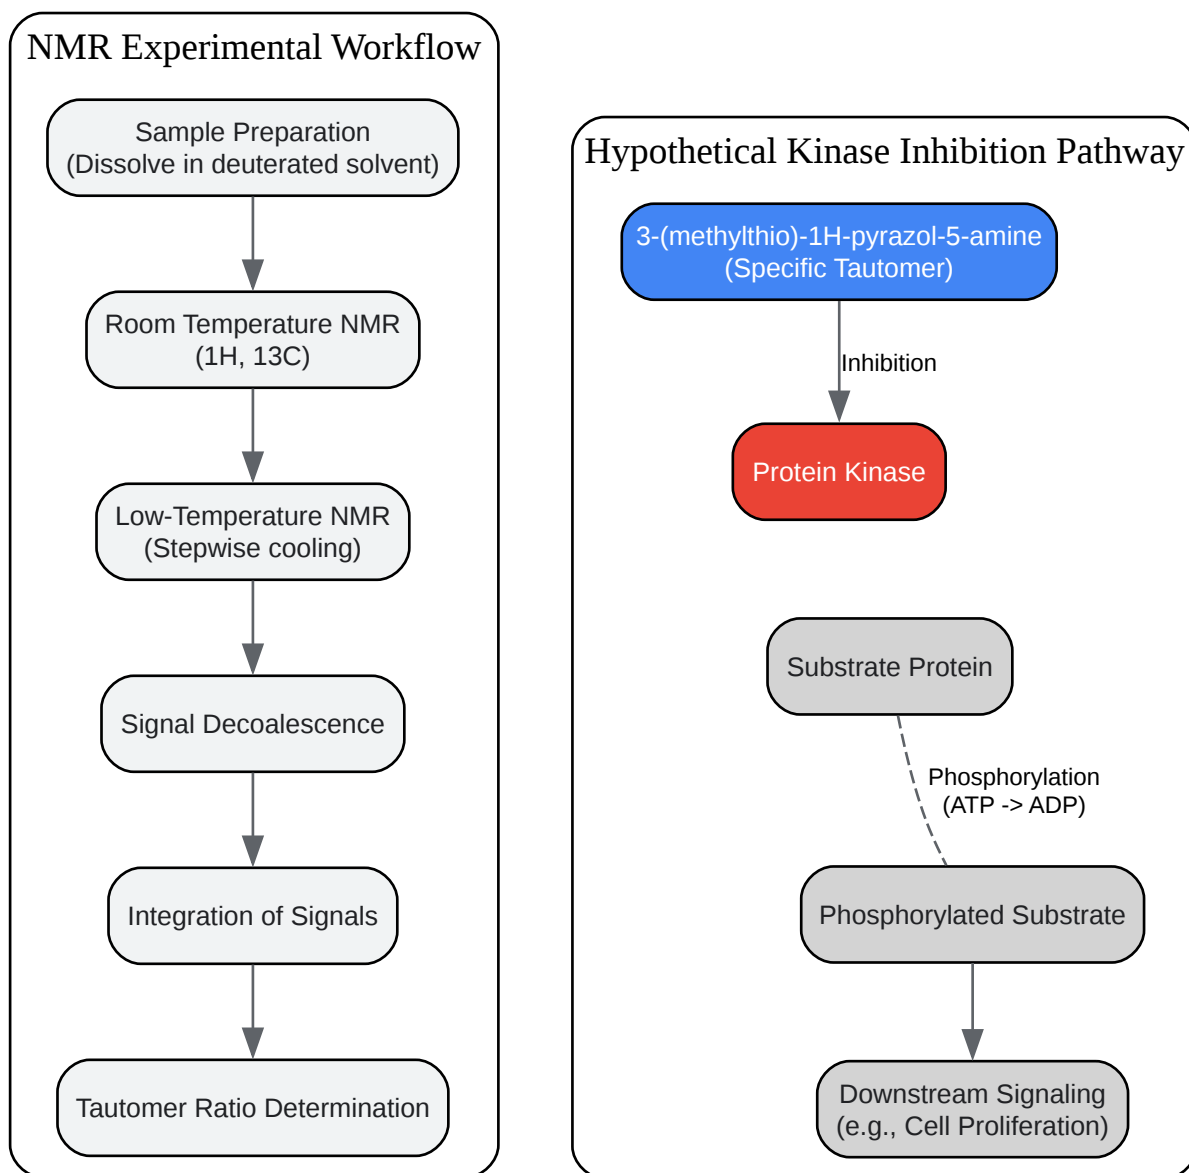 NMR Experimental Workflow
Sample Preparation
(Dissolve in deuterated solvent)
Room Temperature NMR
(1H, 13C)
Low-Temperature NMR
(Stepwise cooling)
Signal Decoalescence
Integration of Signals
Tautomer Ratio Determination
Hypothetical Kinase Inhibition Pathway
3-(methylthio)-1H-pyrazol-5-amine
(Specific Tautomer)
Inhibition
Protein Kinase
Substrate Protein
Phosphorylation
(ATP -> ADP)
Phosphorylated Substrate
Downstream Signaling
(e.g., Cell Proliferation)